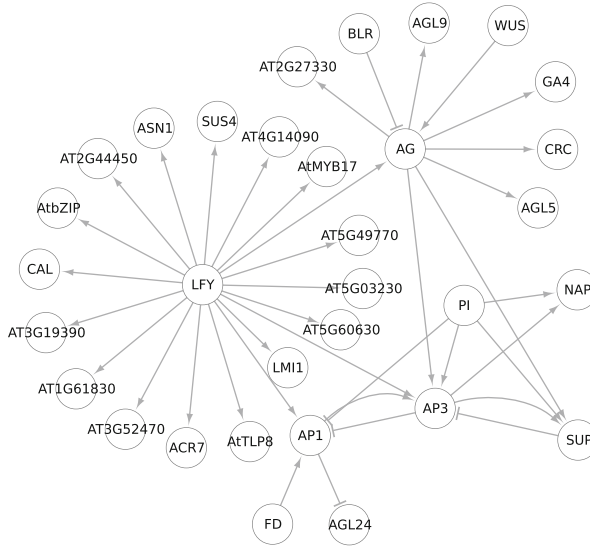 AGL9
WUS
BLR
AT2G27330
GA4
SUS4
ASN1
AT4G14090
AG
CRC
AT2G44450
AtMYB17
AtbZIP
AGL5
AT5G49770
CAL
LFY
AT5G03230
NAP
PI
AT3G19390
AT5G60630
LMI1
AT1G61830
AP3
AT3G52470
AP1
AtTLP8
ACR7
SUP
FD
AGL24